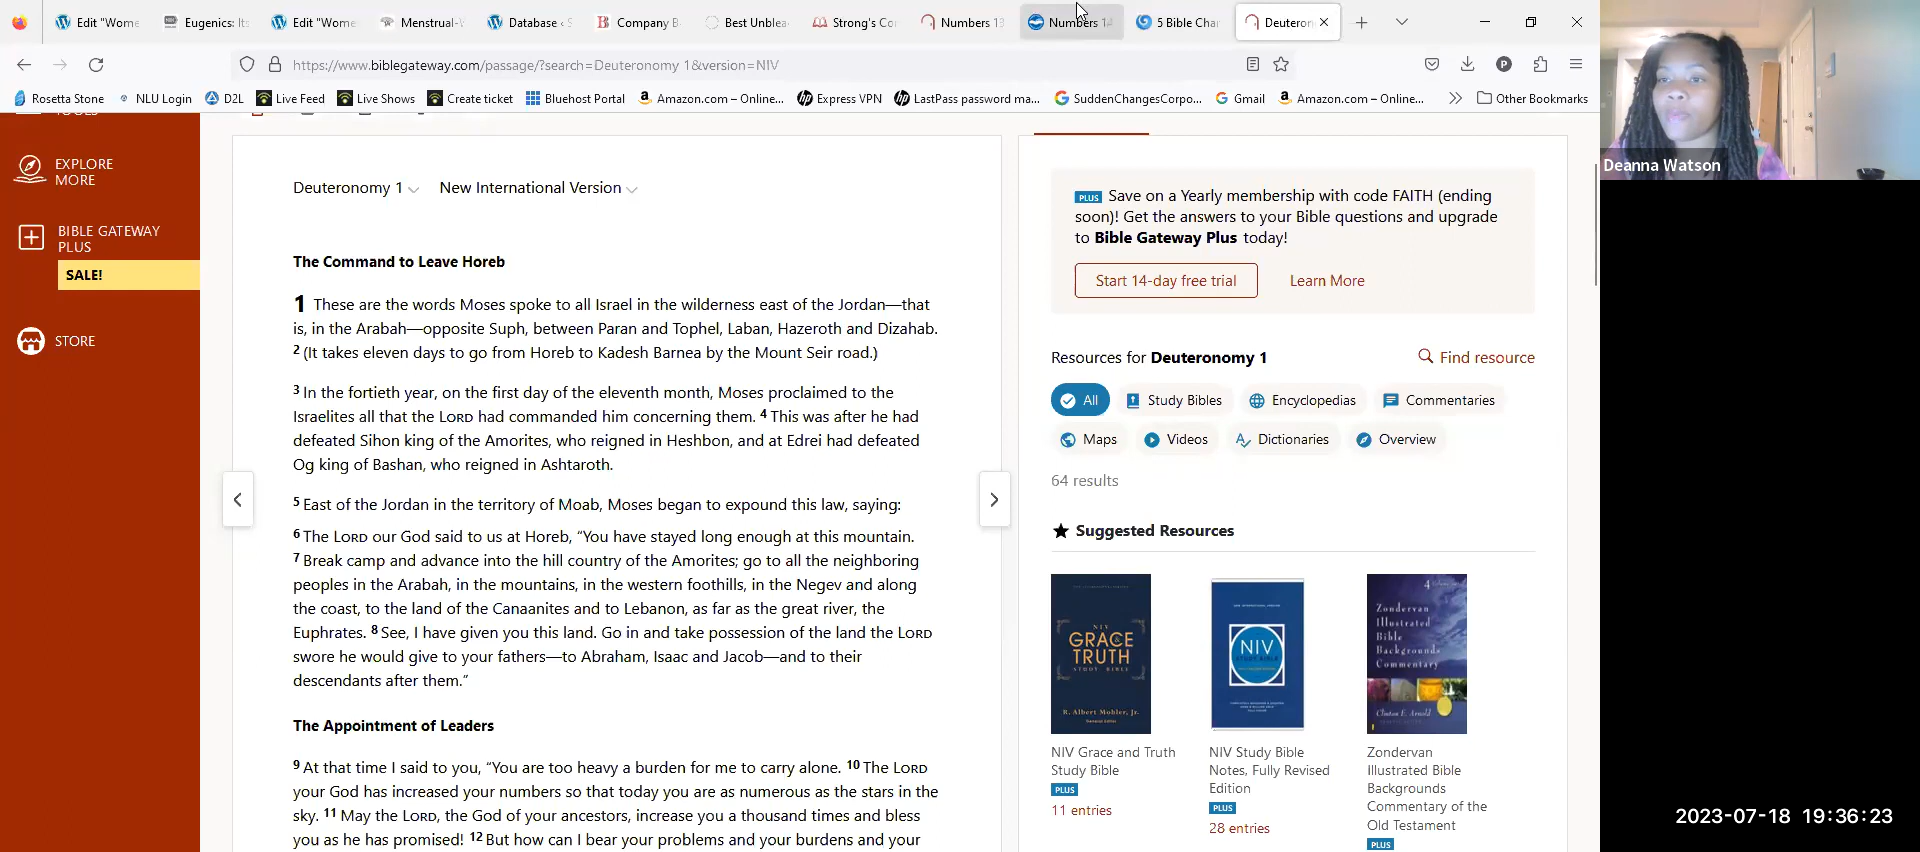 Edit "Wome
Eugenics: Its
Edit "Wome
Menstrual-
Database ‹ S
Company B
Best Unblea
Strong's Co
Numbers 13
Numbers 14
5 Bible Cha
Deuteron
https://www.biblegateway.com/passage/?search=Deuteronomy 1&version=NIV
Rosetta Stone
NLU Login
D2L
Live Feed
Live Shows
Create ticket
Bluehost Portal
Amazon.com – Online...
Express VPN
LastPass password ma...
SuddenChangesCorpo...
Gmail
Amazon.com – Online...
Other Bookmarks
TOOLS
EXPLORE
MORE
BIBLE GATEWAY
PLUS
SALE!
STORE
Deuteronomy 1
New International Version
The Command to Leave Horeb
1 These are the words Moses spoke to all Israel in the wilderness east of the Jordan—that
is, in the Arabah—opposite Suph, between Paran and Tophel, Laban, Hazeroth and Dizahab.
2 (It takes eleven days to go from Horeb to Kadesh Barnea by the Mount Seir road.)
3 In the fortieth year, on the first day of the eleventh month, Moses proclaimed to the
Israelites all that the LORD had commanded him concerning them. 4 This was after he had
defeated Sihon king of the Amorites, who reigned in Heshbon, and at Edrei had defeated
Og king of Bashan, who reigned in Ashtaroth.
5 East of the Jordan in the territory of Moab, Moses began to expound this law, saying:
6 The LORD our God said to us at Horeb, “You have stayed long enough at this mountain.
7 Break camp and advance into the hill country of the Amorites; go to all the neighboring
peoples in the Arabah, in the mountains, in the western foothills, in the Negev and along
the coast, to the land of the Canaanites and to Lebanon, as far as the great river, the
Euphrates. 8 See, I have given you this land. Go in and take possession of the land the LORD
swore he would give to your fathers—to Abraham, Isaac and Jacob—and to their
descendants after them.”
The Appointment of Leaders
9 At that time I said to you, “You are too heavy a burden for me to carry alone. 10 The LORD
your God has increased your numbers so that today you are as numerous as the stars in the
sky. 11 May the LORD, the God of your ancestors, increase you a thousand times and bless
you as he has promised! 12 But how can I bear your problems and your burdens and your
PLUS Save on a Yearly membership with code FAITH (ending
soon)! Get the answers to your Bible questions and upgrade
to Bible Gateway Plus today!
Start 14-day free trial
Learn More
Resources for Deuteronomy 1
Find resource
All
Study Bibles
Encyclopedias
Commentaries
Maps
Videos
Dictionaries
Overview
64 results
Suggested Resources
NIV
GRACE &
TRUTH
STUDY BIBLE
R. Albert Mohler, Jr.
NIV
STUDY BIBLE
4
Zondervan
Illustrated
Bible
Backgrounds
Commentary
Clinton E. Arnold
NIV Grace and Truth
Study Bible
PLUS
11 entries
NIV Study Bible
Notes, Fully Revised
Edition
PLUS
28 entries
Zondervan
Illustrated Bible
Backgrounds
Commentary of the
Old Testament
PLUS
Deanna Watson
2023-07-18 19:36:23